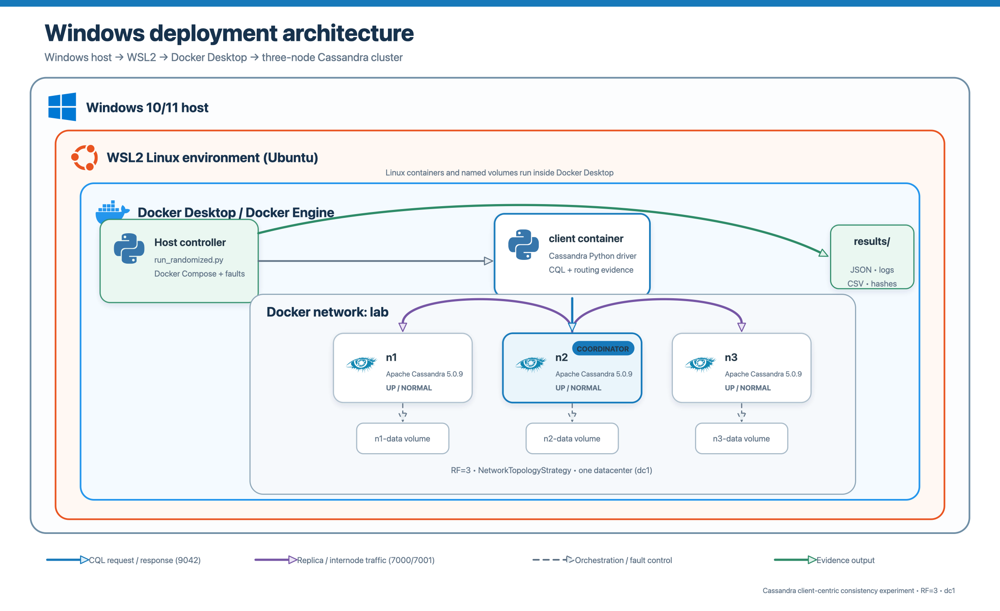 Windows deployment architecture
Windows host → WSL2 → Docker Desktop → three-node Cassandra cluster
Windows 10/11 host
WSL2 Linux environment (Ubuntu)
Linux containers and named volumes run inside Docker Desktop
Docker Desktop / Docker Engine
Host controller
run_randomized.py
Docker Compose + faults
client container
Cassandra Python driver
CQL + routing evidence
results/
JSON • logs
CSV • hashes
Docker network: lab
n1
Apache Cassandra 5.0.9
UP / NORMAL
COORDINATOR
n2
Apache Cassandra 5.0.9
UP / NORMAL
n3
Apache Cassandra 5.0.9
UP / NORMAL
n1-data volume
n2-data volume
n3-data volume
RF=3 • NetworkTopologyStrategy • one datacenter (dc1)
CQL request / response (9042)
Replica / internode traffic (7000/7001)
Orchestration / fault control
Evidence output
Cassandra client-centric consistency experiment • RF=3 • dc1